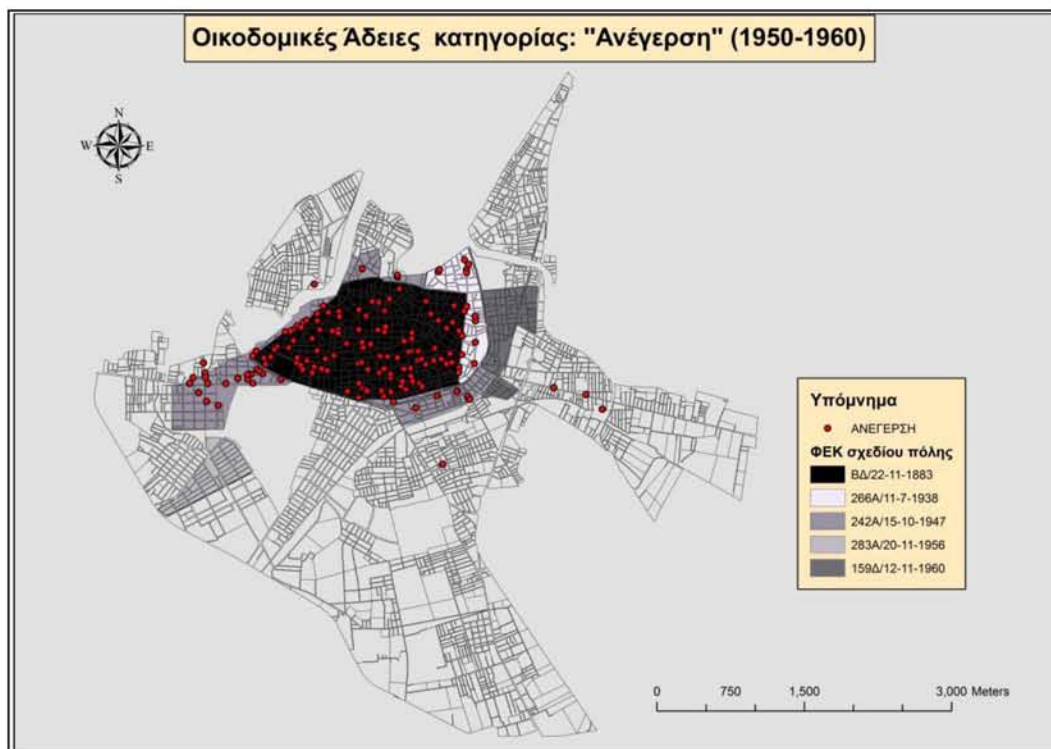 Οικοδομικές Άδειες κατηγορίας: "Ανέγερση" (1950-1960)
N
W E
S
Υπόμνημα
ΑΝΕΓΕΡΣΗ
ΦΕΚ σχεδίου πόλης
ΒΔ/22-11-1883
266Α/11-7-1938
242Α/15-10-1947
283Α/20-11-1956
159Δ/12-11-1960
0 750 1,500 3,000 Meters